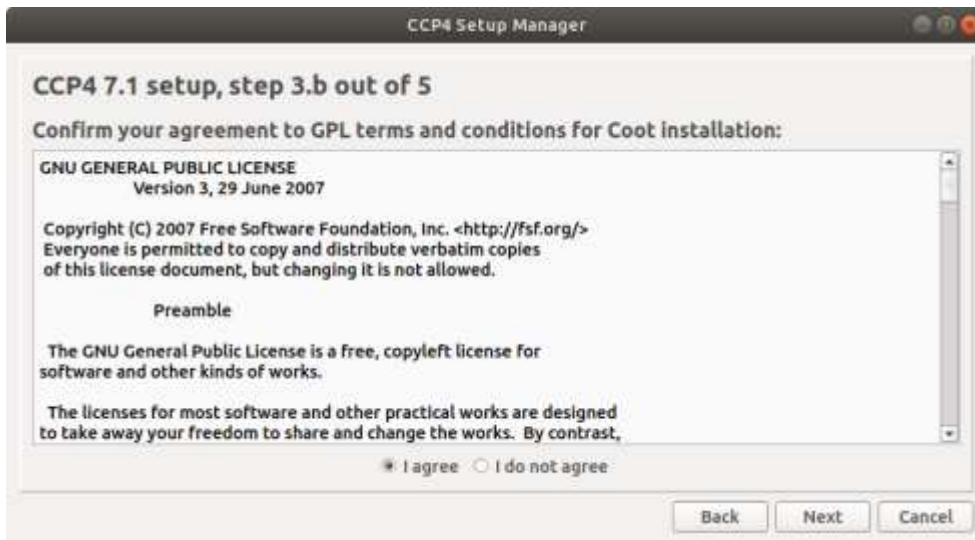 CCP4 Setup Manager
CCP4 7.1 setup, step 3.b out of 5
Confirm your agreement to GPL terms and conditions for Coot installation:
GNU GENERAL PUBLIC LICENSE
Version 3, 29 June 2007
Copyright (C) 2007 Free Software Foundation, Inc. <http://fsf.org/>
Everyone is permitted to copy and distribute verbatim copies
of this license document, but changing it is not allowed.
Preamble
The GNU General Public License is a free, copyleft license for
software and other kinds of works.
The licenses for most software and other practical works are designed
to take away your freedom to share and change the works. By contrast,
I agree I do not agree
Back Next Cancel